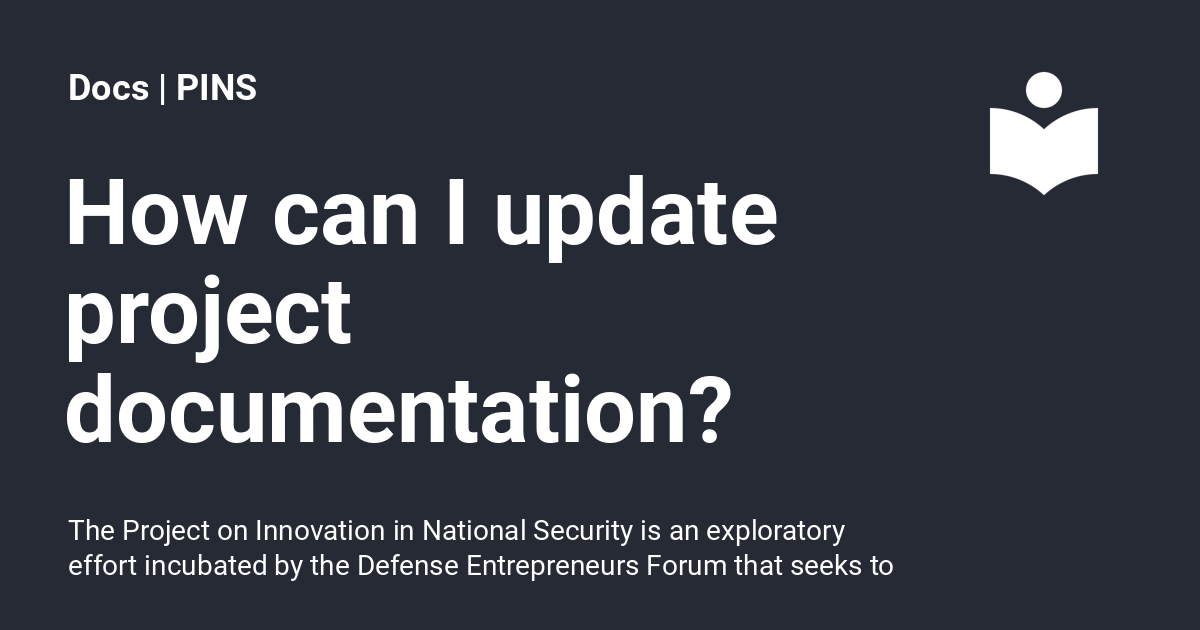 Docs | PINS
How can I update
project
documentation?
The Project on Innovation in National Security is an exploratory
effort incubated by the Defense Entrepreneurs Forum that seeks to